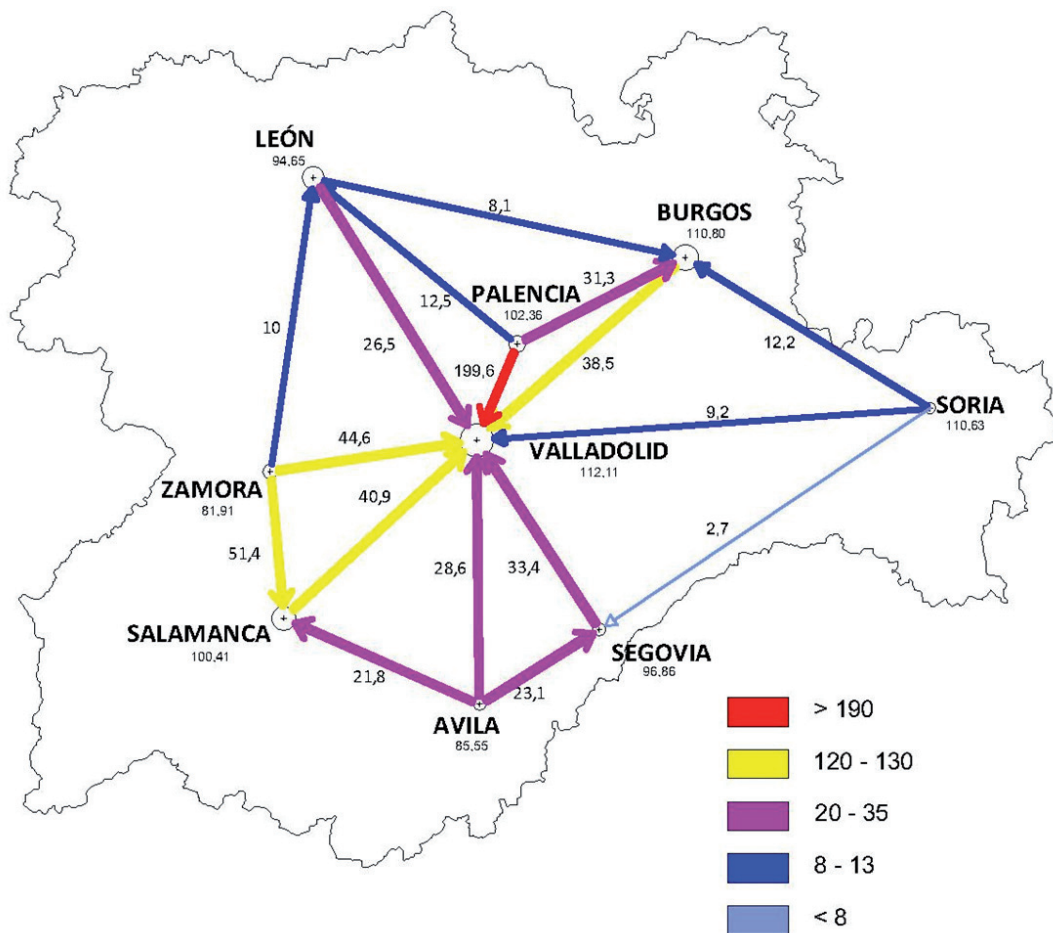 LEÓN
94,65
8,1
BURGOS
110,80
31,3
PALENCIA
102,36
12,5
10
26,5
199,6
38,5
12,2
9,2
SORIA
110,63
44,6
VALLADOLID
112,11
ZAMORA
81,91
40,9
51,4
28,6
33,4
2,7
SALAMANCA
100,41
21,8
23,1
SEGOVIA
96,86
AVILA
85,55
> 190
120 - 130
20 - 35
8 - 13
< 8